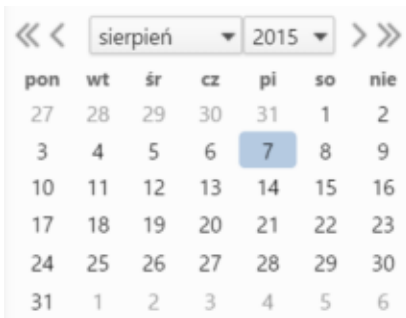 sierpień 2015
pon wt śr cz pi so nie
27 28 29 30 31 1 2
3 4 5 6 7 8 9
10 11 12 13 14 15 16
17 18 19 20 21 22 23
24 25 26 27 28 29 30
31 1 2 3 4 5 6